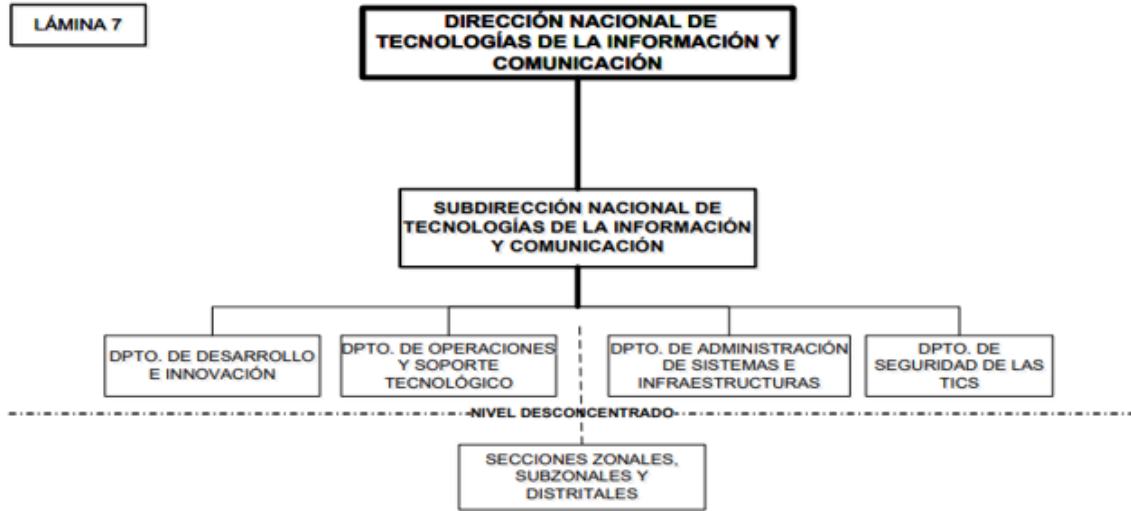 LÁMINA 7
DIRECCIÓN NACIONAL DE
TECNOLOGÍAS DE LA INFORMACIÓN Y
COMUNICACIÓN
SUBDIRECCIÓN NACIONAL DE
TECNOLOGÍAS DE LA INFORMACIÓN
Y COMUNICACIÓN
DPTO. DE DESARROLLO
E INNOVACIÓN
DPTO. DE OPERACIONES
Y SOPORTE
TECNOLÓGICO
DPTO. DE ADMINISTRACIÓN
DE SISTEMAS E
INFRAESTRUCTURAS
DPTO. DE
SEGURIDAD DE LAS
TICS
NIVEL DESCONCENTRADO
SECCIONES ZONALES,
SUBZONALES Y
DISTRITALES